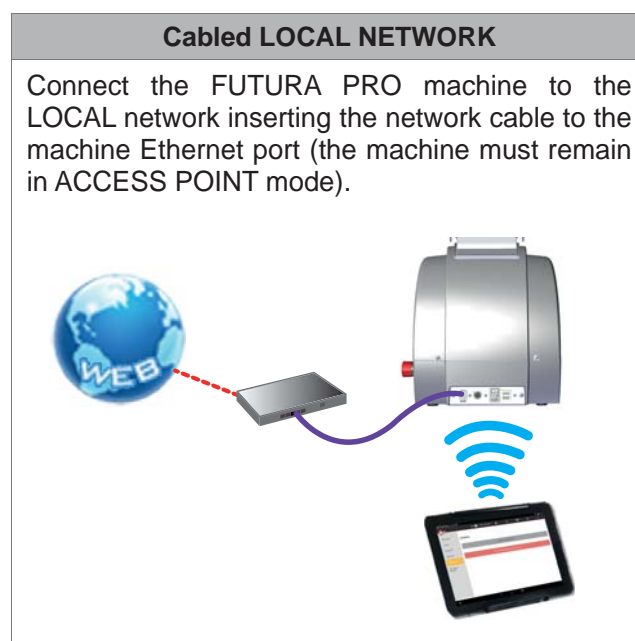 Cabled LOCAL NETWORK
Connect the FUTURA PRO machine to the
LOCAL network inserting the network cable to the
machine Ethernet port (the machine must remain
in ACCESS POINT mode).
WEB